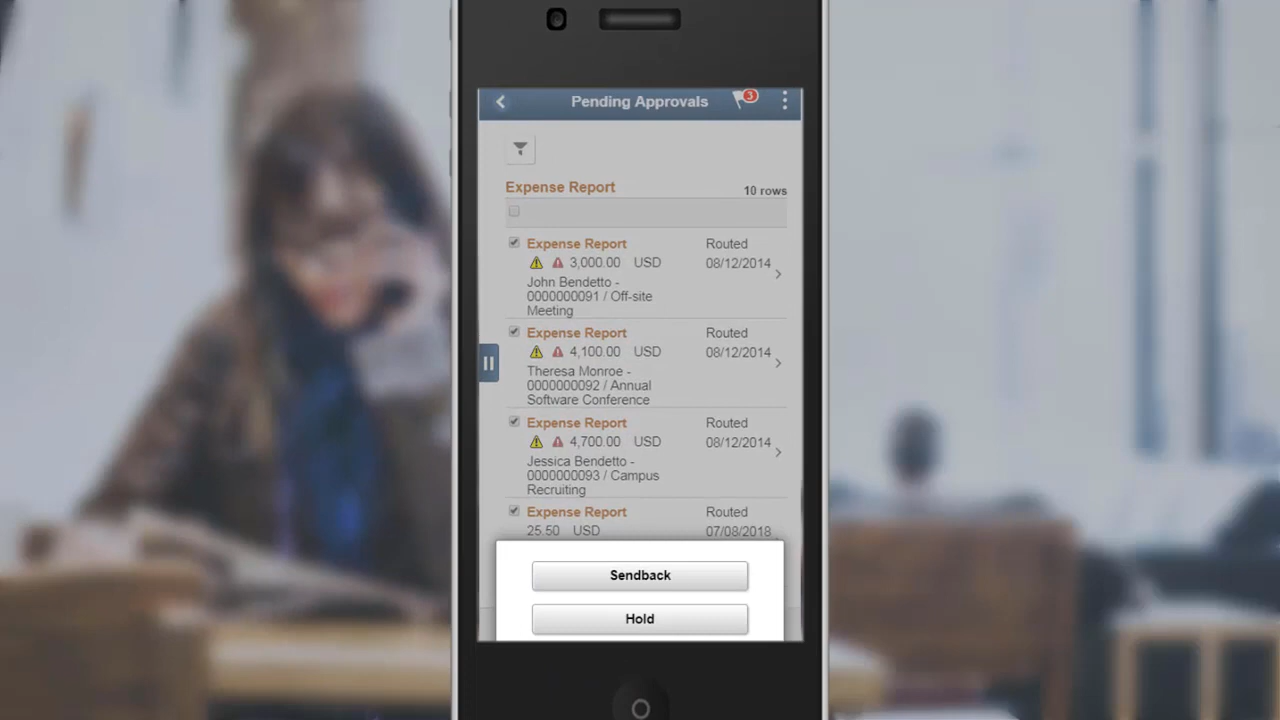 Pending Approvals
3
Expense Report
10 rows
Expense Report Routed
3,000.00 USD 08/12/2014
John Bendetto -
0000000091 / Off-site
Meeting
Expense Report Routed
4,100.00 USD 08/12/2014
Theresa Monroe -
0000000092 / Annual
Software Conference
Expense Report Routed
4,700.00 USD 08/12/2014
Jessica Bendetto -
0000000093 / Campus
Recruiting
Expense Report Routed
25.50 USD 07/08/2018
Sendback
Hold